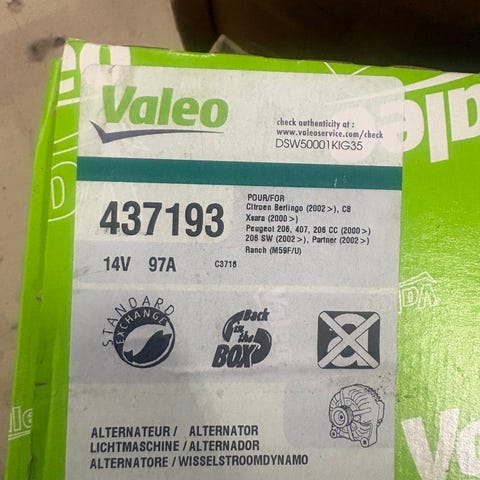 Valeo
check authenticity at :
www.valeoservice.com/check
DSW50001KIG35
437193
14V 97A
C3716
POUR/FOR
Citroen Berlingo (2002 >), C8
Xsara (2000 >)
Peugeot 206, 407, 206 CC (2000 >)
206 SW (2002 >), Partner (2002 >)
Ranch (M59F/U)
STANDARD
EXCHANGE
Back
in the
BOX
ALTERNATEUR / ALTERNATOR
LICHTMASCHINE / ALTERNADOR
ALTERNATORE / WISSELSTROOMDYNAMO